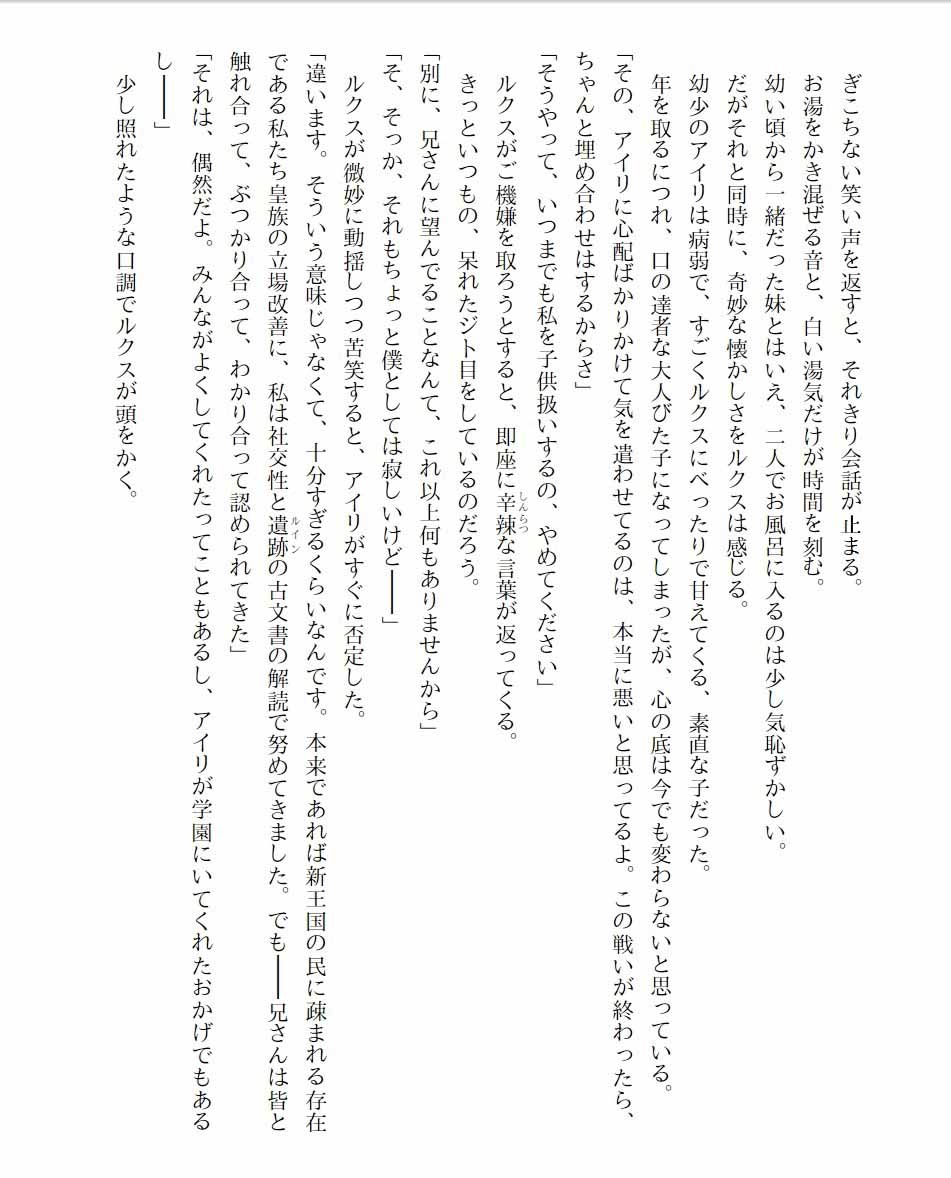 ぎこちない笑い声を返すと、それきり会話が止まる。
　お湯をかき混ぜる音と、白い湯気だけが時間を刻む。
　幼い頃から一緒だった妹とはいえ、二人でお風呂に入るのは少し気恥ずかしい。
　だがそれと同時に、奇妙な懐かしさをルクスは感じる。
　幼少のアイリは病弱で、すごくルクスにべったりで甘えてくる、素直な子だった。
　年を取るにつれ、口の達者な大人びた子になってしまったが、心の底は今でも変わらないと思っている。
「その、アイリに心配ばかりかけて気を遣わせてるのは、本当に悪いと思ってるよ。この戦いが終わったら、
ちゃんと埋め合わせはするからさ」
「そうやって、いつまでも私を子供扱いするの、やめてください」
　ルクスがご機嫌を取ろうとすると、即座に辛辣しんらつな言葉が返ってくる。
　きっといつもの、呆れたジト目をしているのだろう。
「別に、兄さんに望んでることなんて、これ以上何もありませんから」
「そ、そっか、それもちょっと僕としては寂しいけど――」
　ルクスが微妙に動揺しつつ苦笑すると、アイリがすぐに否定した。
「違います。そういう意味じゃなくて、十分すぎるくらいなんです。本来であれば新王国の民に疎まれる存在
である私たち皇族の立場改善に、私は社交性と遺跡ルインの古文書の解読で努めてきました。でも――兄さんは皆と
触れ合って、ぶつかり合って、わかり合って認められてきた」
「それは、偶然だよ。みんながよくしてくれたってこともあるし、アイリが学園にいてくれたおかげでもある
し――」
　少し照れたような口調でルクスが頭をかく。